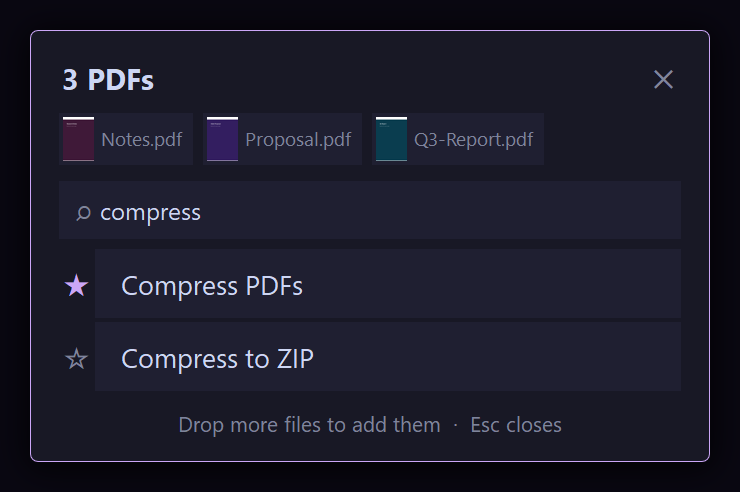 3 PDFs
Notes.pdf Proposal.pdf Q3-Report.pdf
compress
Compress PDFs
Compress to ZIP
Drop more files to add them · Esc closes